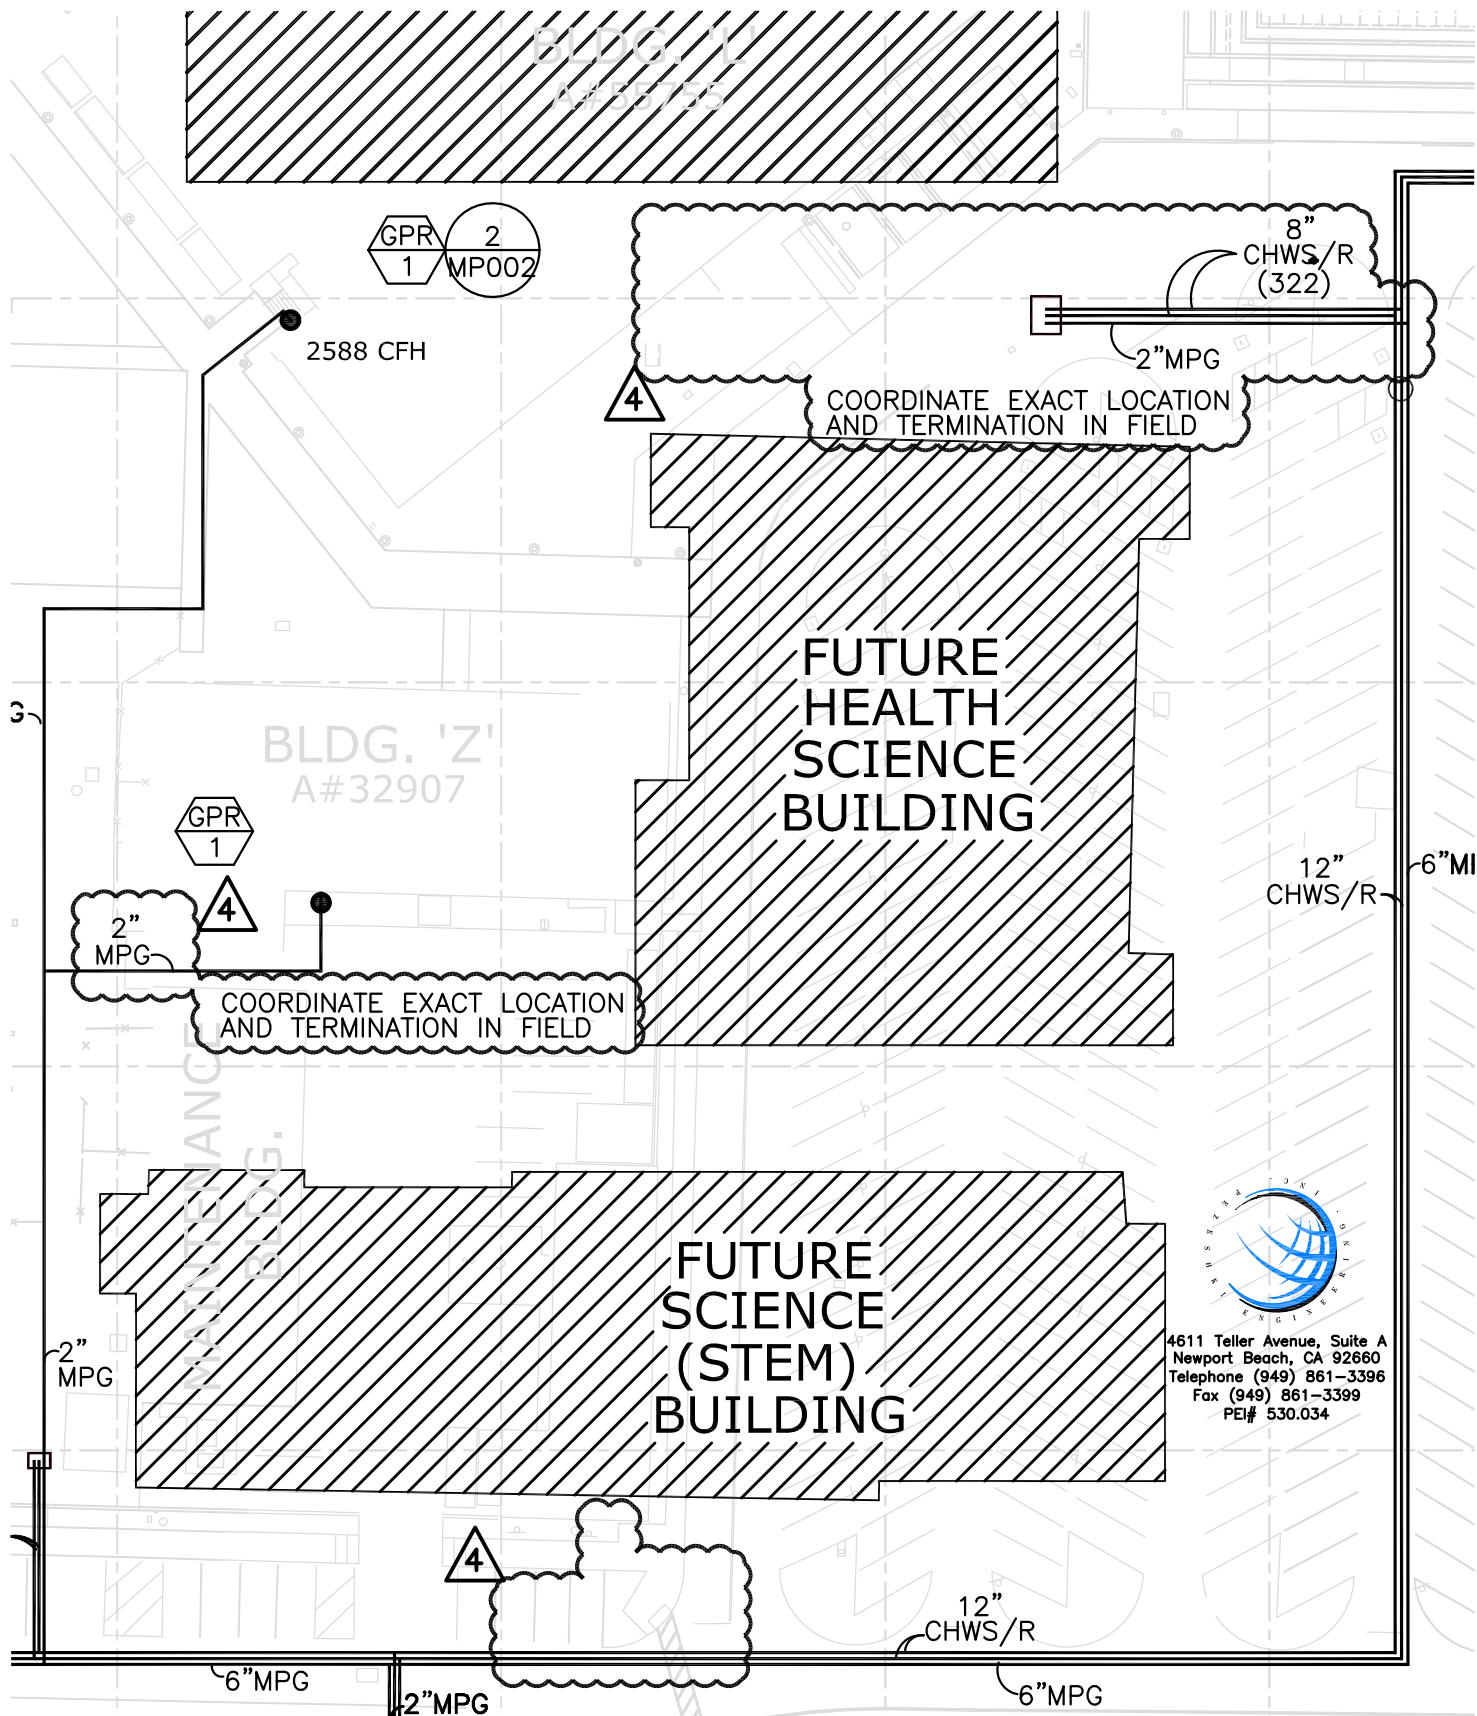 BLDG. 'L'
A#55755
GPR
1
2
MP002
8"
CHWS/R
(322)
2588 CFH
2"MPG
4
COORDINATE EXACT LOCATION
AND TERMINATION IN FIELD
FUTURE
HEALTH
SCIENCE
BUILDING
G
BLDG. 'Z'
A#32907
GPR
1
4
12"
CHWS/R
6"MP
2"
MPG
COORDINATE EXACT LOCATION
AND TERMINATION IN FIELD
MAINTENANCE
BLDG.
FUTURE
SCIENCE
(STEM)
BUILDING
PEZESHKI ENGINEERING, INC.
4611 Teller Avenue, Suite A
Newport Beach, CA 92660
Telephone (949) 861-3396
Fax (949) 861-3399
PEI# 530.034
2"
MPG
4
12"
CHWS/R
6"MPG
2"MPG
6"MPG